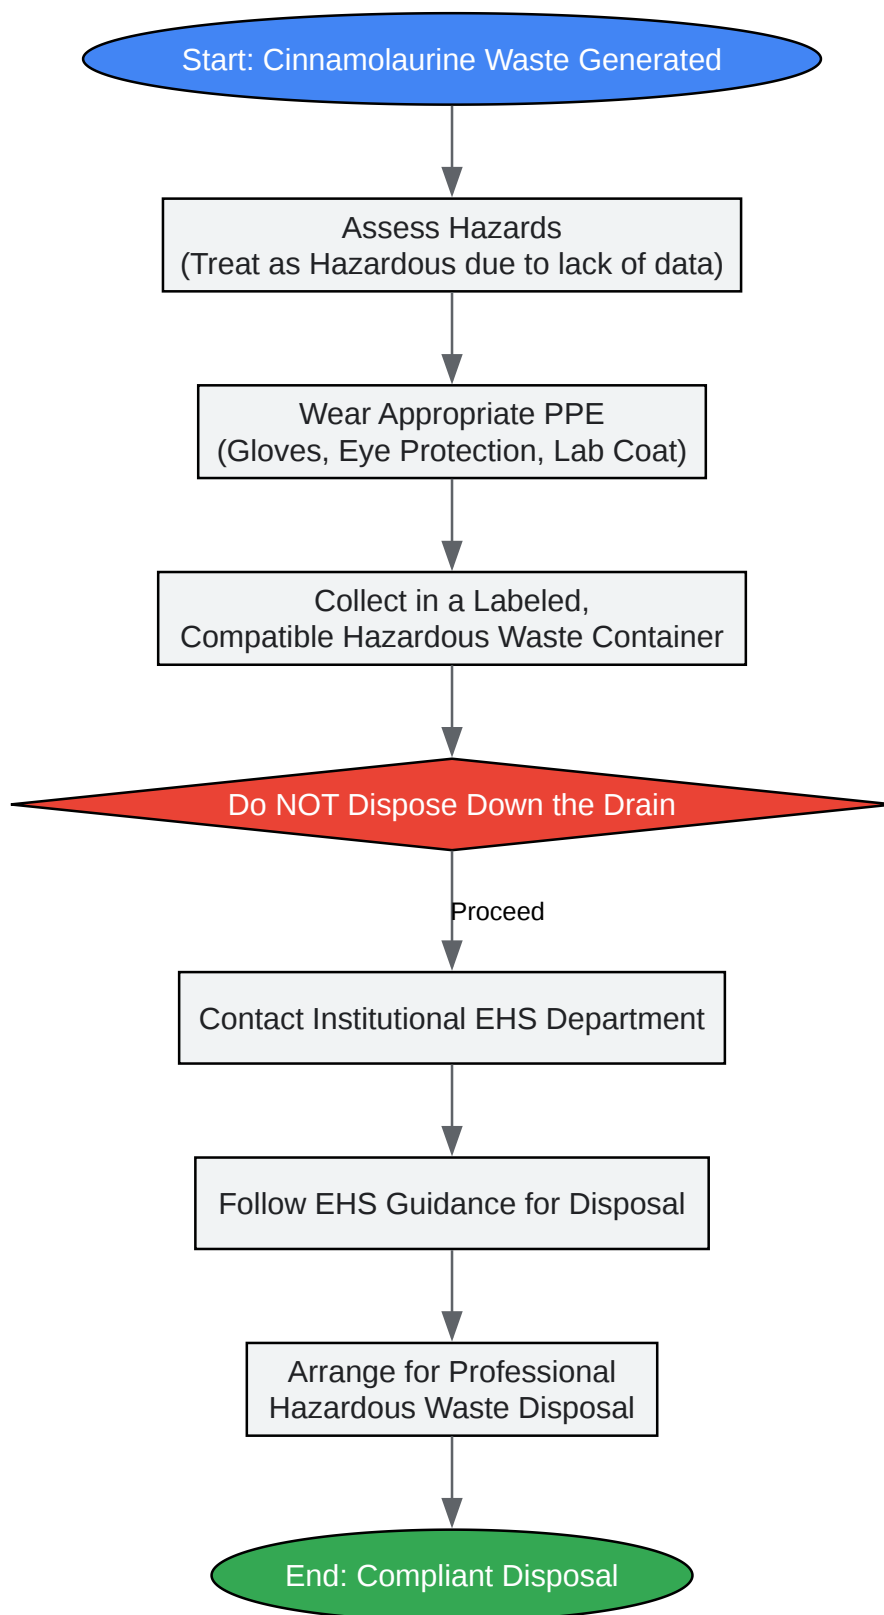 Start: Cinnamolaurine Waste Generated
Assess Hazards
(Treat as Hazardous due to lack of data)
Wear Appropriate PPE
(Gloves, Eye Protection, Lab Coat)
Collect in a Labeled,
Compatible Hazardous Waste Container
Do NOT Dispose Down the Drain
Proceed
Contact Institutional EHS Department
Follow EHS Guidance for Disposal
Arrange for Professional
Hazardous Waste Disposal
End: Compliant Disposal